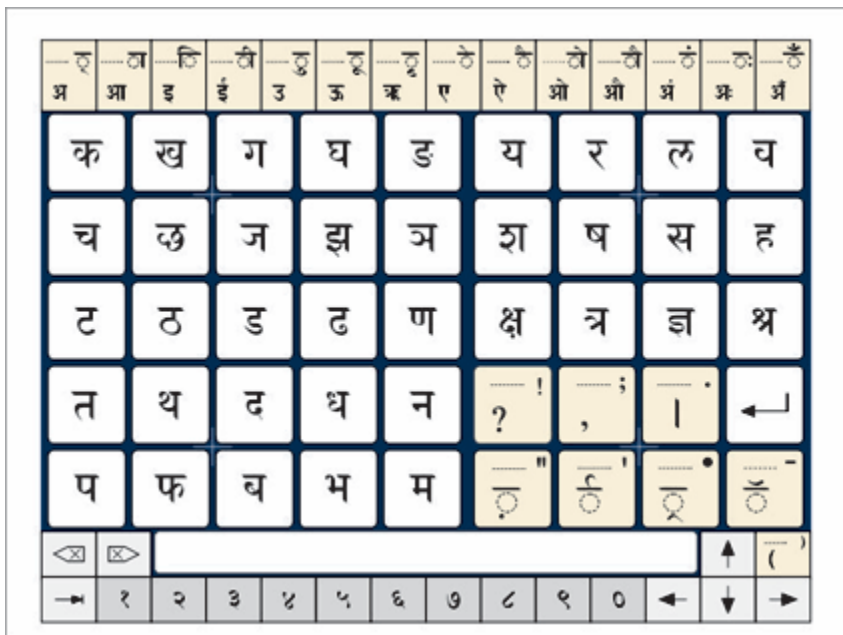 ् ा ि ी ु ू ृ े ै ो ौ ं ः ँ
अ आ इ ई उ ऊ ऋ ए ऐ ओ औ अं अः अँ
क ख ग घ ङ य र ल व
च छ ज झ ञ श ष स ह
ट ठ ड ढ ण क्ष त्र ज्ञ श्र
! ; .
त थ द ध न ? , ।
" ' • -
प फ ब भ म ़ र् ्र ॅ
( )
१ २ ३ ४ ५ ६ ७ ८ ९ ०